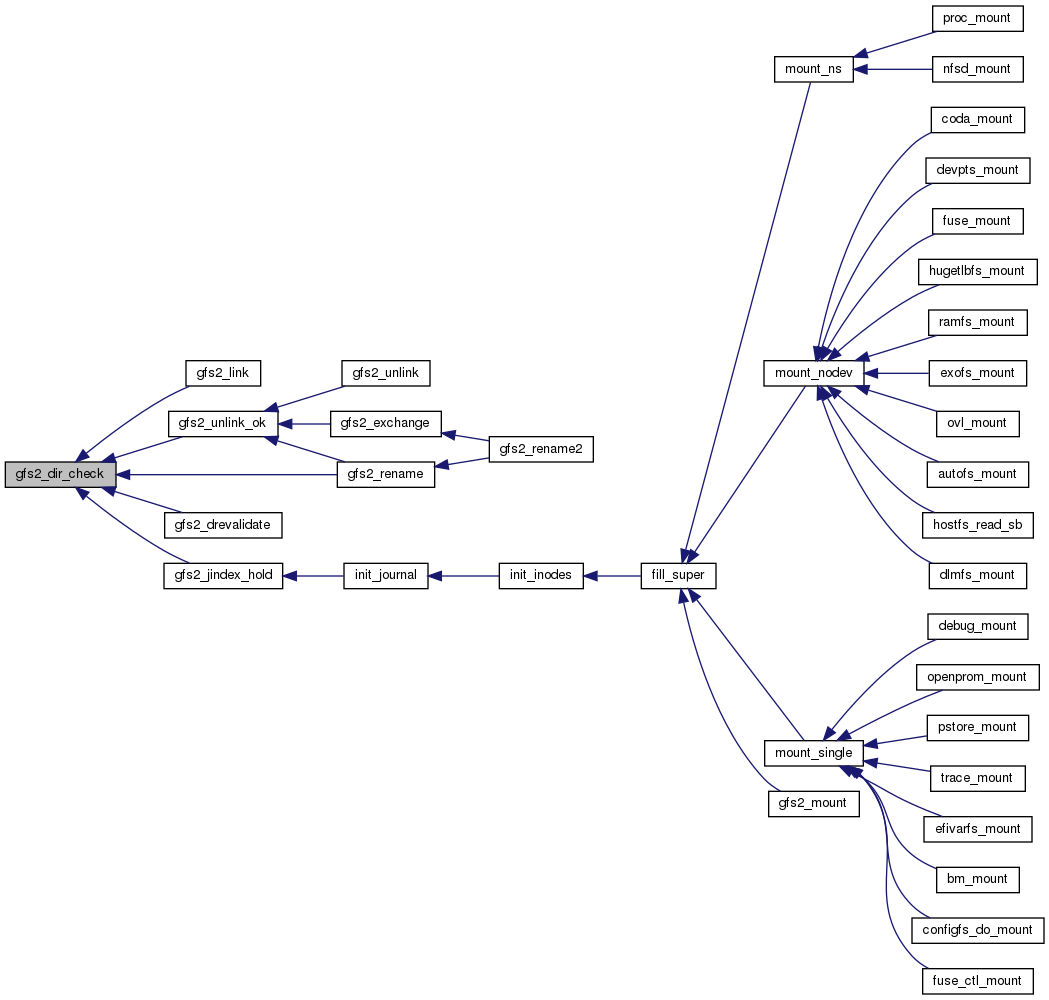 proc_mount
mount_ns
nfsd_mount
coda_mount
devpts_mount
fuse_mount
hugetlbfs_mount
ramfs_mount
gfs2_link
gfs2_unlink
mount_nodev
exofs_mount
gfs2_unlink_ok
gfs2_exchange
ovl_mount
gfs2_rename2
gfs2_dir_check
gfs2_rename
autofs_mount
gfs2_drevalidate
hostfs_read_sb
gfs2_jindex_hold
init_journal
init_inodes
fill_super
dlmfs_mount
debug_mount
openprom_mount
pstore_mount
mount_single
trace_mount
gfs2_mount
efivarfs_mount
bm_mount
configfs_do_mount
fuse_ctl_mount